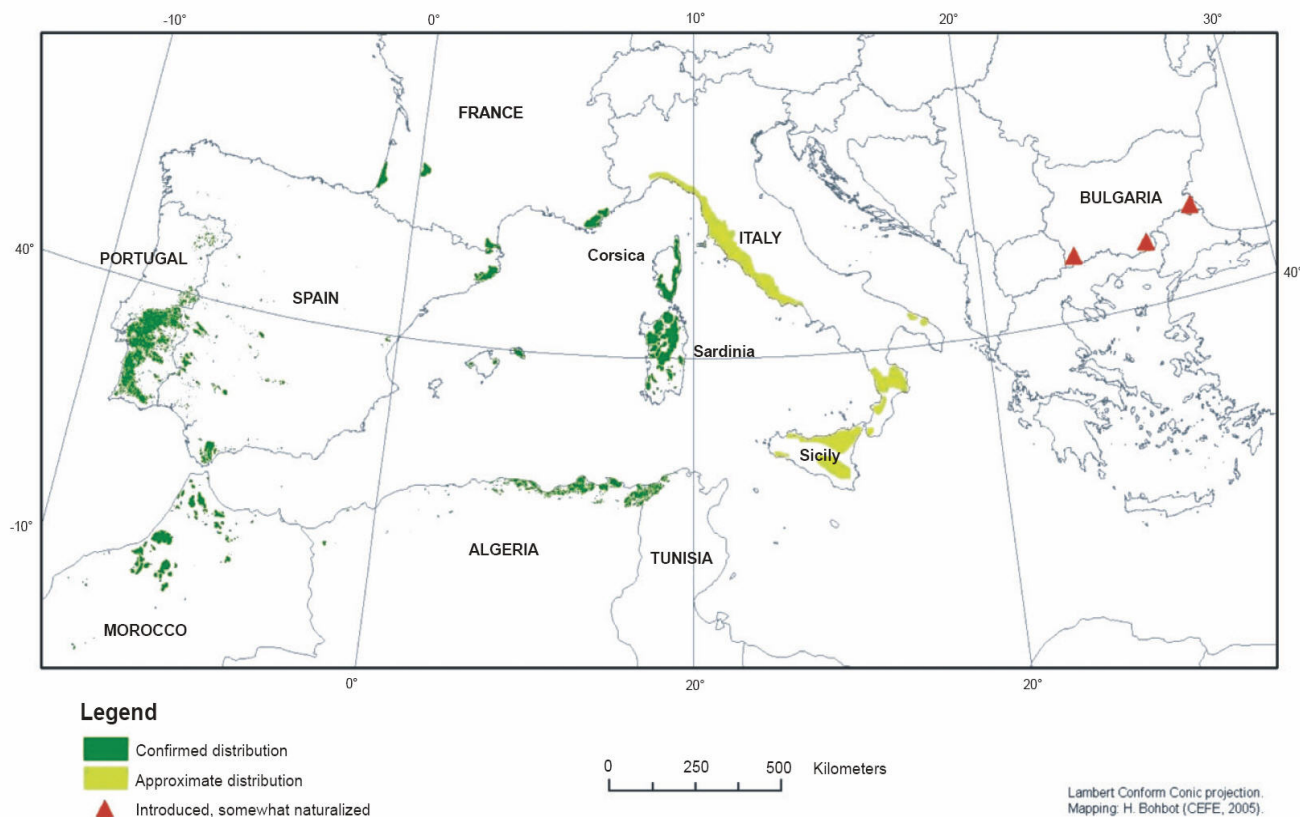 -10°
0°
10°
20°
30°
FRANCE
BULGARIA
40°
PORTUGAL
Corsica
ITALY
40°
SPAIN
Sardinia
Sicily
-10°
ALGERIA
TUNISIA
MOROCCO
0°
20°
20°
Legend
Confirmed distribution
Approximate distribution
Introduced, somewhat naturalized
0 250 500 Kilometers
Lambert Conform Conic projection.
Mapping: H. Bohbot (CEFE, 2005).